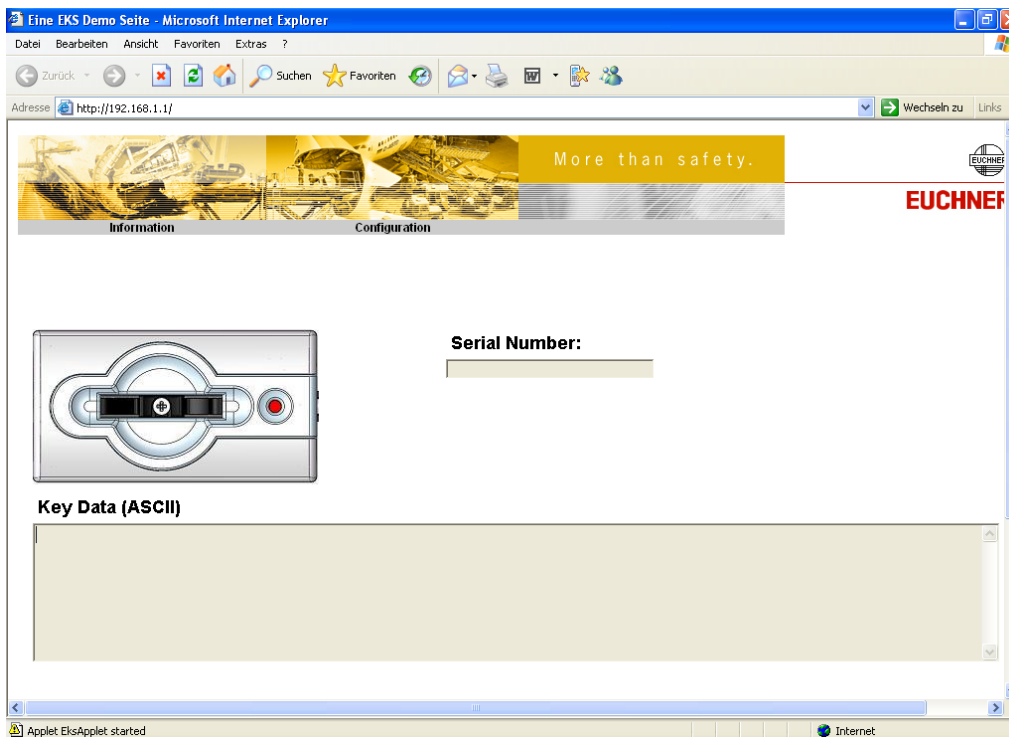 Eine EKS Demo Seite - Microsoft Internet Explorer
Datei Bearbeiten Ansicht Favoriten Extras ?
Zurück Suchen Favoriten
Adresse http://192.168.1.1/ Wechseln zu Links
More than safety.
EUCHNER
EUCHNER
Information Configuration
Serial Number:
Key Data (ASCII)
Applet EksApplet started Internet